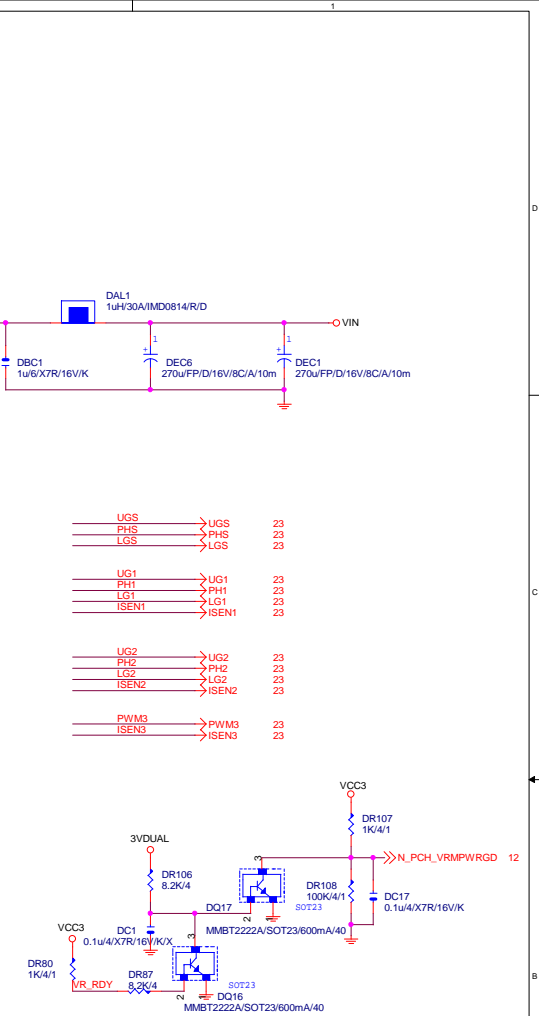 1
D
DAL1
1uH/30A/IMD0814/R/D
VIN
1
1
+
+
DBC1
1u/6/X7R/16V/K
DEC6
270u/FP/D/16V/8C/A/10m
DEC1
270u/FP/D/16V/8C/A/10m
UGS UGS 23
PHS PHS 23
LGS LGS 23
C
UG1 UG1 23
PH1 PH1 23
LG1 LG1 23
ISEN1 ISEN1 23
UG2 UG2 23
PH2 PH2 23
LG2 LG2 23
ISEN2 ISEN2 23
PWM3 PWM3 23
ISEN3 ISEN3 23
VCC3
DR107
1K/4/1
3VDUAL
N_PCH_VRMPWRGD 12
3
DR106
8.2K/4
DR108
100K/4/1
DC17
0.1u/4/X7R/16V/K
DQ17
2
1
SOT23
MMBT2222A/SOT23/600mA/40
VCC3
DC1
0.1u/4/X7R/16V/K/X
3
DR80
1K/4/1
VR_RDY
DR87
8.2K/4
2
1
SOT23
DQ16
MMBT2222A/SOT23/600mA/40
B